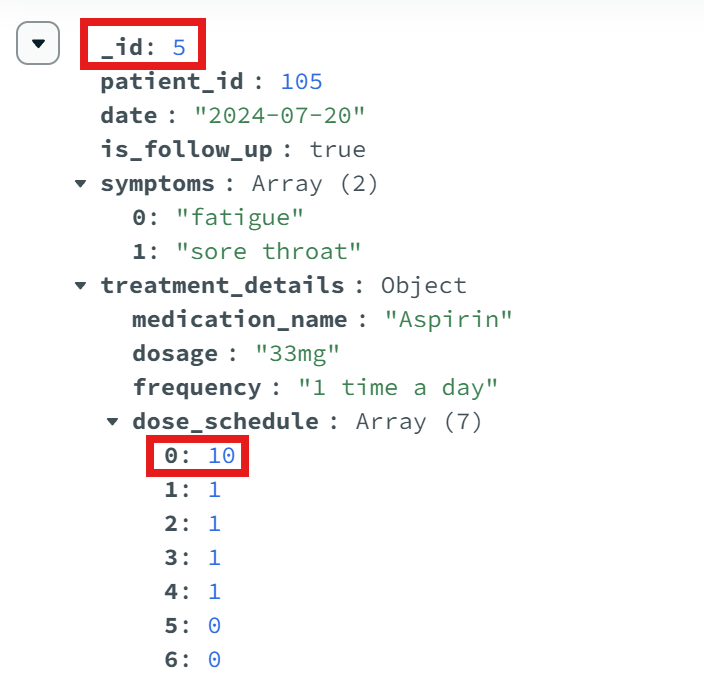 _id: 5
patient_id : 105
date : "2024-07-20"
is_follow_up : true
symptoms : Array (2)
0: "fatigue"
1: "sore throat"
treatment_details : Object
medication_name : "Aspirin"
dosage : "33mg"
frequency : "1 time a day"
dose_schedule : Array (7)
0: 10
1: 1
2: 1
3: 1
4: 1
5: 0
6: 0